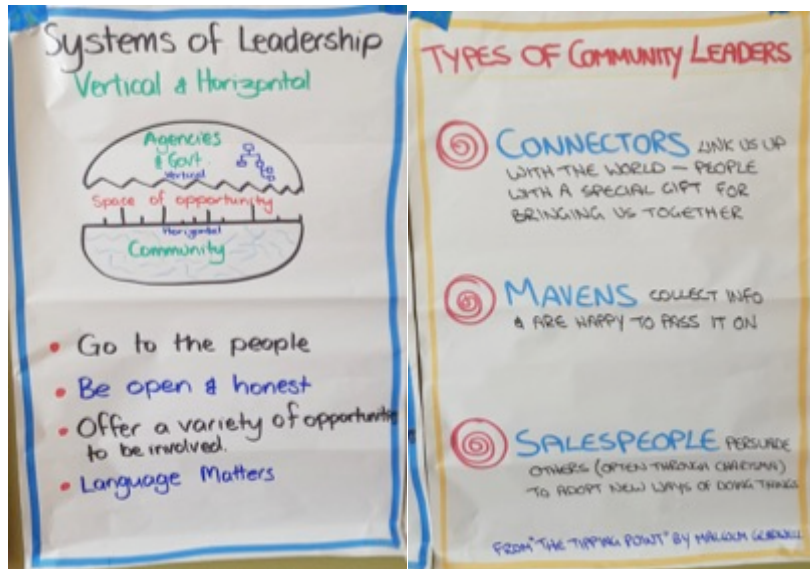 Systems of Leadership
Vertical & Horizontal
Agencies
& Govt.
Vertical
Space of opportunity
Horizontal
Community
• Go to the people
• Be open & honest
• Offer a variety of opportunities
to be involved.
• Language Matters
TYPES OF COMMUNITY LEADERS
CONNECTORS LINK US UP
WITH THE WORLD – PEOPLE
WITH A SPECIAL GIFT FOR
BRINGING US TOGETHER
MAVENS COLLECT INFO
& ARE HAPPY TO PASS IT ON
SALESPEOPLE PERSUADE
OTHERS (OFTEN THROUGH CHARISMA)
TO ADOPT NEW WAYS OF DOING THINGS
FROM "THE TIPPING POINT" BY MALCOLM GLADWELL